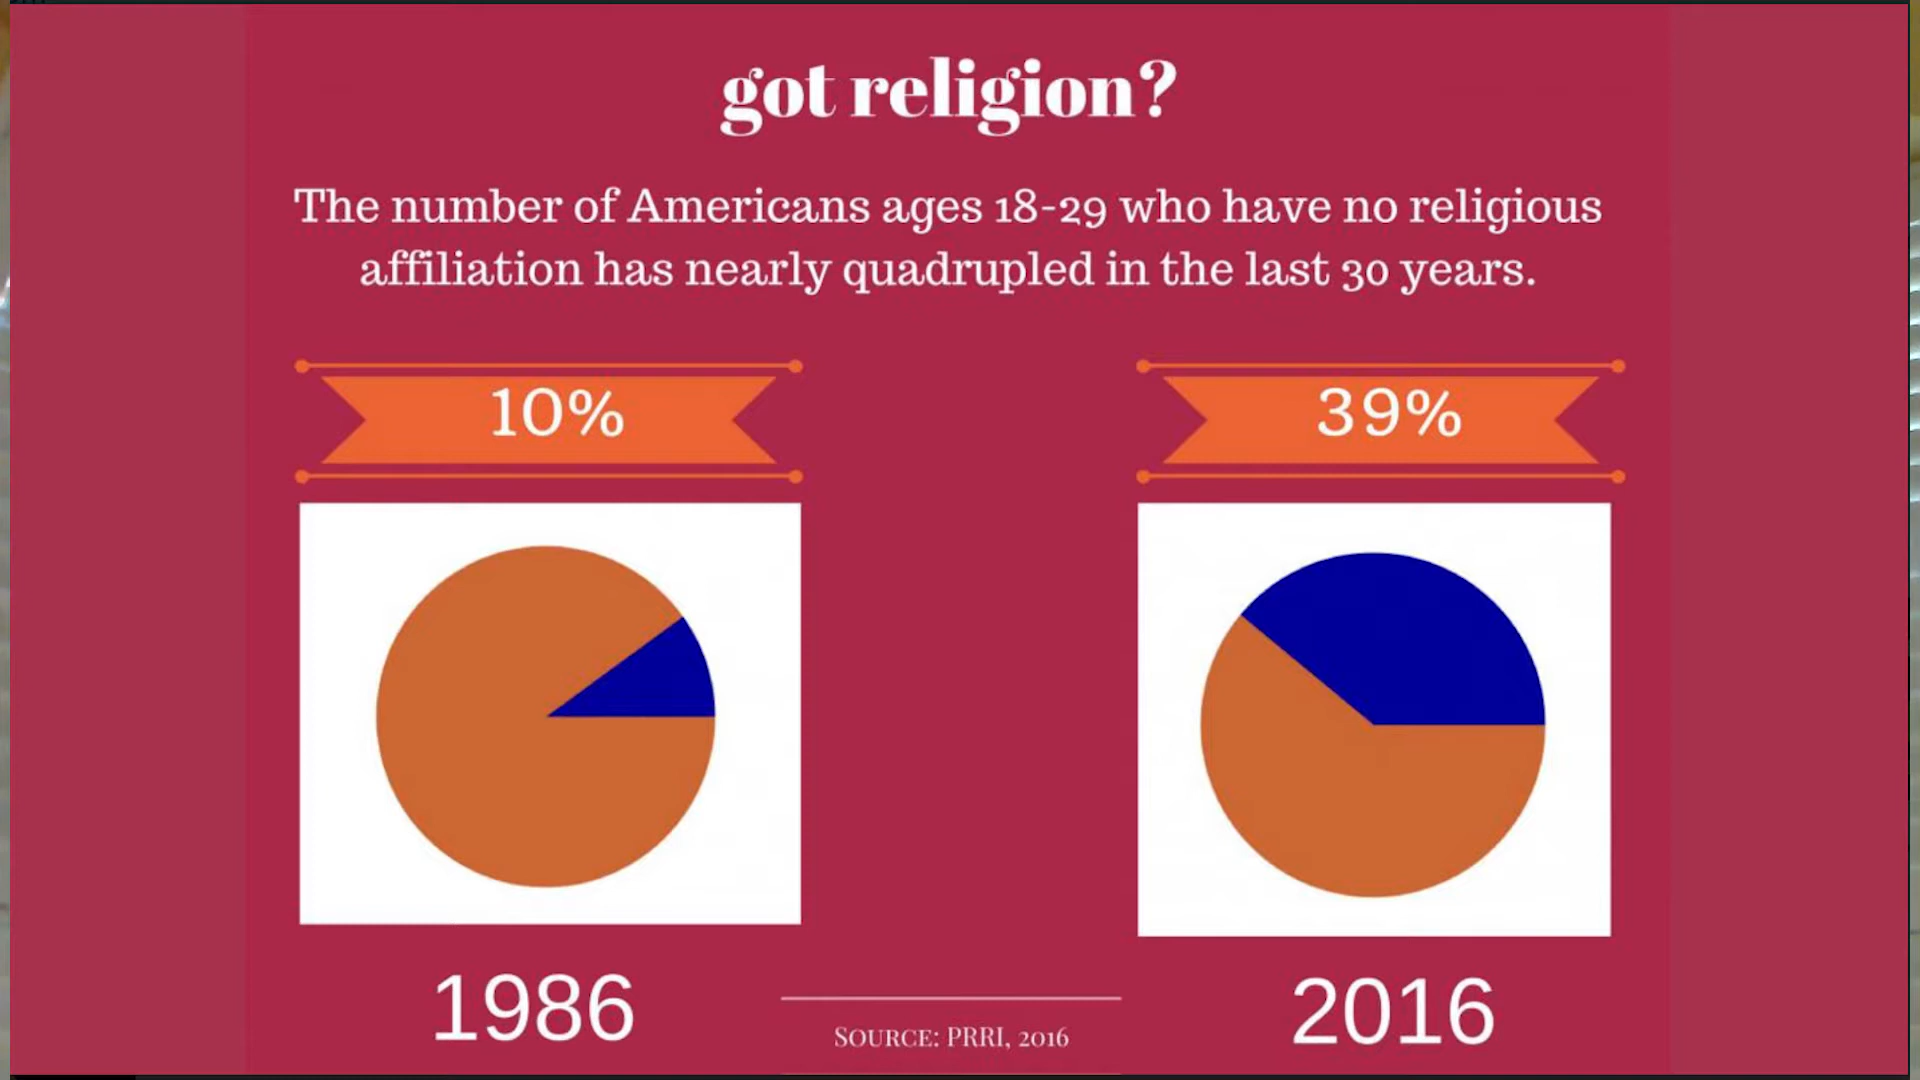 got religion?
The number of Americans ages 18-29 who have no religious
affiliation has nearly quadrupled in the last 30 years.
10%
39%
1986
2016
SOURCE: PRRI, 2016